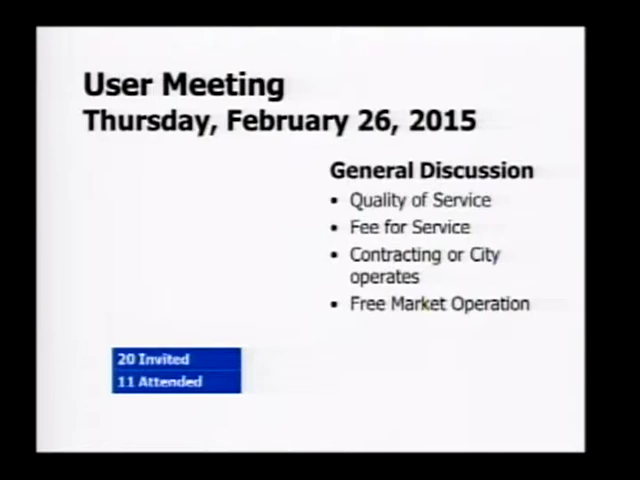 User Meeting
Thursday, February 26, 2015
General Discussion
• Quality of Service
• Fee for Service
• Contracting or City
operates
• Free Market Operation
20 Invited
11 Attended